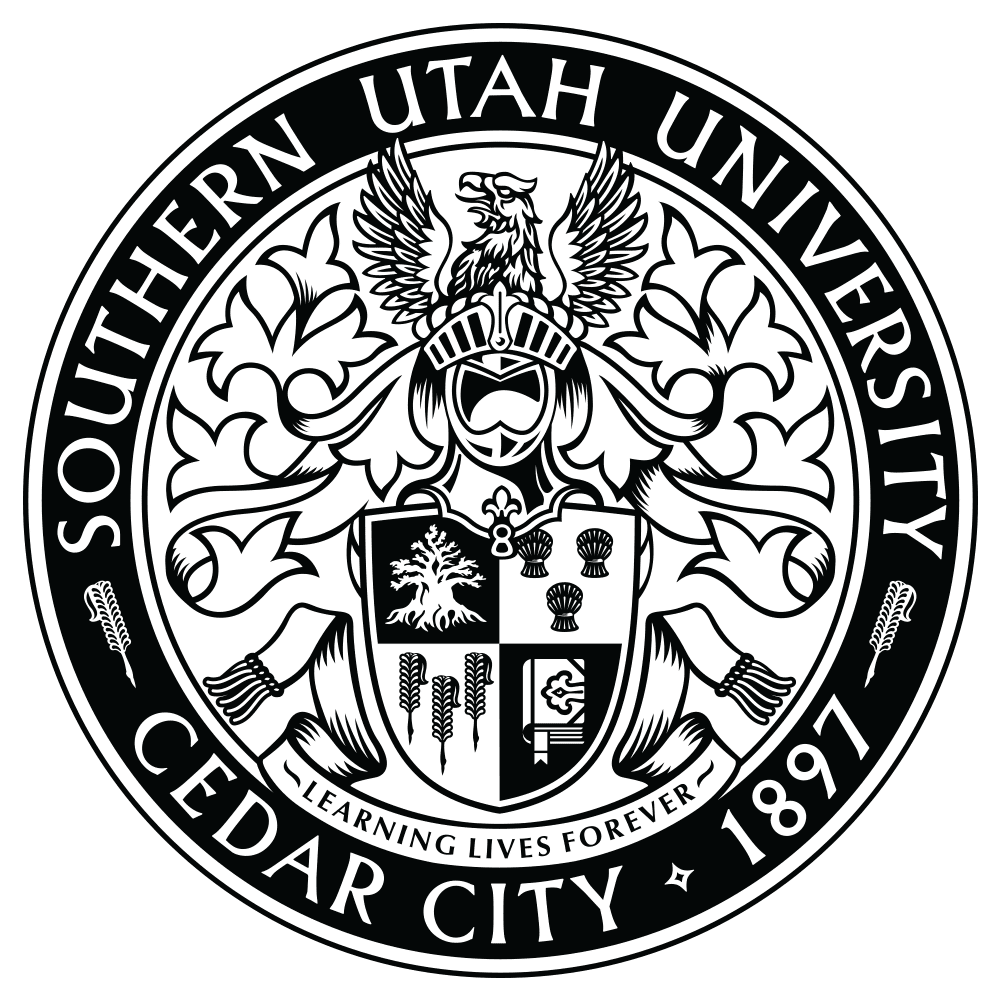 SOUTHERN UTAH UNIVERSITY
LEARNING LIVES FOREVER
CEDAR CITY ✧ 1897